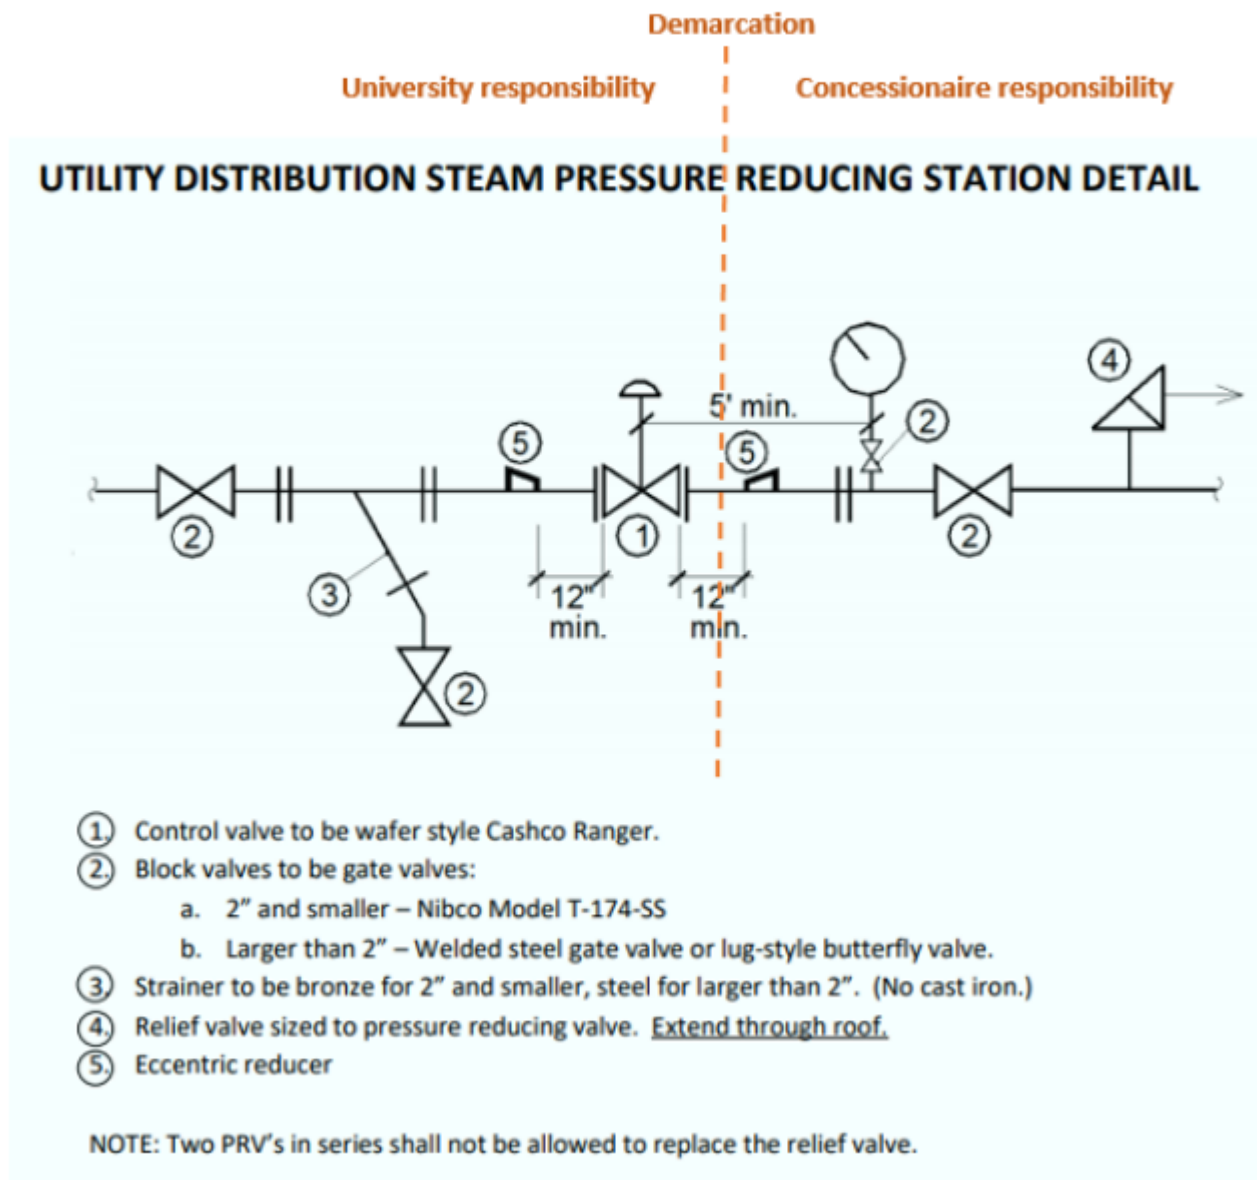 Demarcation
University responsibility
Concessionaire responsibility
UTILITY DISTRIBUTION STEAM PRESSURE REDUCING STATION DETAIL
4
5' min.
2
5
5
2
1
2
3
12"
min.
12"
min.
2
1. Control valve to be wafer style Cashco Ranger.
2. Block valves to be gate valves:
a. 2” and smaller – Nibco Model T-174-SS
b. Larger than 2” – Welded steel gate valve or lug-style butterfly valve.
3. Strainer to be bronze for 2” and smaller, steel for larger than 2”. (No cast iron.)
4. Relief valve sized to pressure reducing valve. Extend through roof.
5. Eccentric reducer
NOTE: Two PRV’s in series shall not be allowed to replace the relief valve.